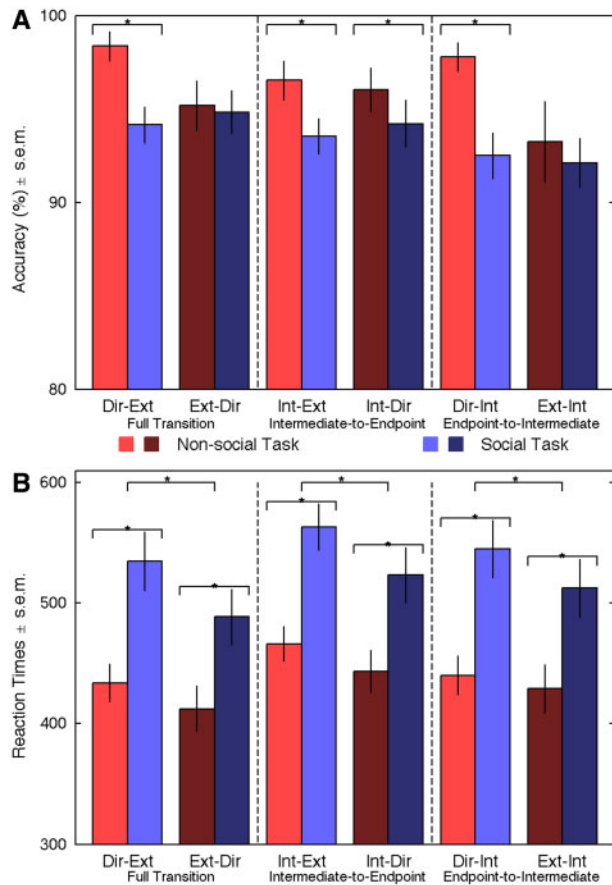 A
Accuracy (%) ± s.e.m.
100
90
80
* * * *
Dir-Ext Ext-Dir Int-Ext Int-Dir Dir-Int Ext-Int
Full Transition Intermediate-to-Endpoint Endpoint-to-Intermediate
Non-social Task Social Task
B
Reaction Times ± s.e.m.
600
500
400
300
* * *
* * * * * *
Dir-Ext Ext-Dir Int-Ext Int-Dir Dir-Int Ext-Int
Full Transition Intermediate-to-Endpoint Endpoint-to-Intermediate